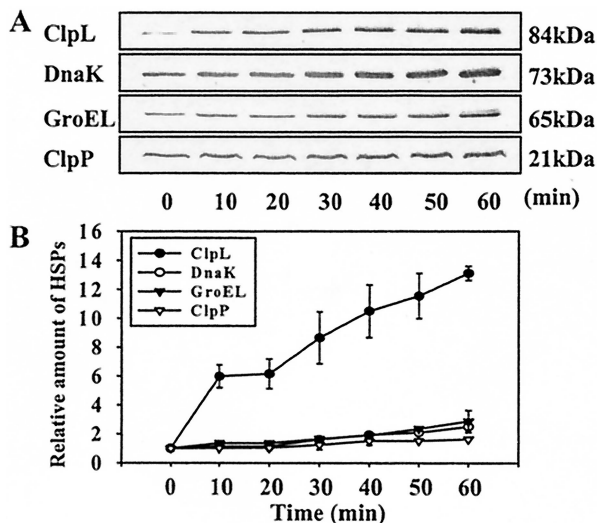 A
ClpL 84kDa
DnaK 73kDa
GroEL 65kDa
ClpP 21kDa
0 10 20 30 40 50 60 (min)
B
Relative amount of HSPs
16
14
12
10
8
6
4
2
0
ClpL
DnaK
GroEL
ClpP
0 10 20 30 40 50 60
Time (min)